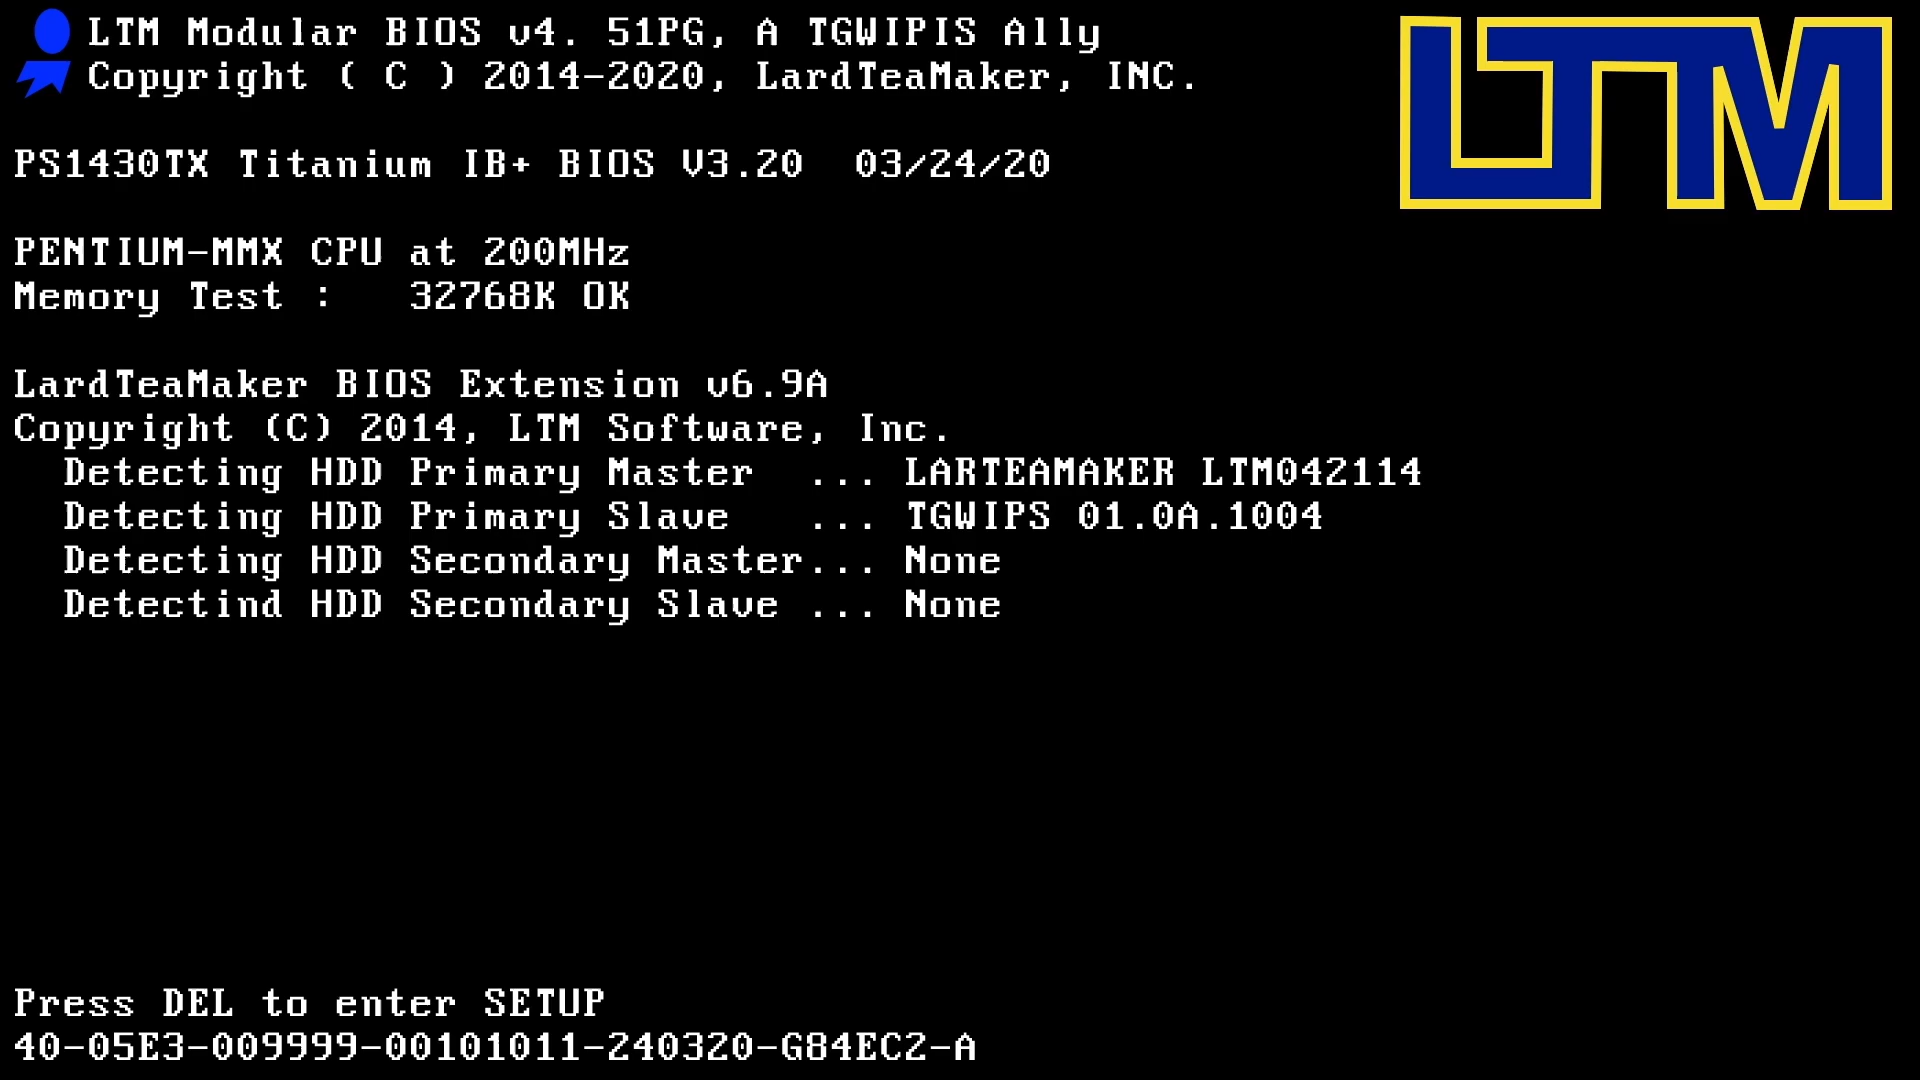 LTM Modular BIOS v4. 51PG, A TGWIPIS Ally
Copyright ( C ) 2014-2020, LardTeaMaker, INC.
LTM
PS1430TX Titanium IB+ BIOS V3.20  03/24/20
PENTIUM-MMX CPU at 200MHz
Memory Test :   32768K OK
LardTeaMaker BIOS Extension v6.9A
Copyright (C) 2014, LTM Software, Inc.
Detecting HDD Primary Master  ... LARTEAMAKER LTM042114
Detecting HDD Primary Slave   ... TGWIPS 01.0A.1004
Detecting HDD Secondary Master... None
Detectind HDD Secondary Slave ... None
Press DEL to enter SETUP
40-05E3-009999-00101011-240320-G84EC2-A